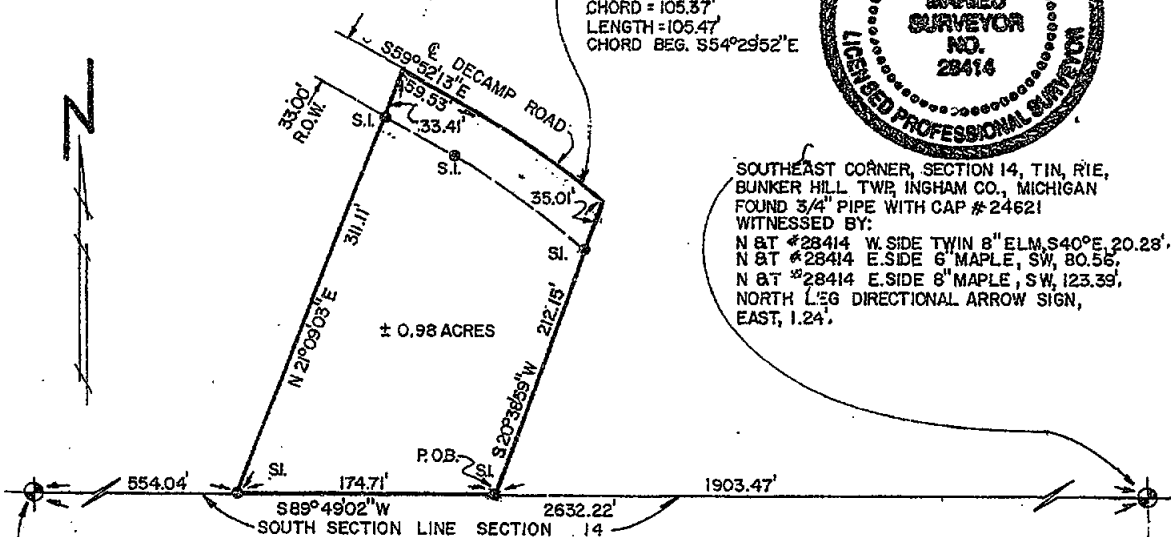 CHORD = 105.37'
LENGTH = 105.47'
CHORD BEG. S54°29'52"E
SURVEYOR
NO.
28414
LICENSED PROFESSIONAL SURVEYOR
S59°52'13"E
59.53'
℄ DECAMP ROAD
33.00'
R.O.W.
S.I.
33.41'
S.I.
35.01'
S.I.
SOUTHEAST CORNER, SECTION 14, T1N, R1E,
BUNKER HILL TWP, INGHAM CO., MICHIGAN
FOUND 3/4" PIPE WITH CAP #24621
WITNESSED BY:
N & T #28414 W. SIDE TWIN 8" ELM, S40°E, 20.28'.
N & T #28414 E. SIDE 6" MAPLE, SW, 80.56'.
N & T #28414 E. SIDE 8" MAPLE, SW, 123.39'.
NORTH LEG DIRECTIONAL ARROW SIGN,
EAST, 1.24'.
N 21°09'03"E
311.11'
± 0.98 ACRES
S 20°38'59"W
212.15'
P.O.B.
S.I.
S.I.
554.04'
174.71'
1903.47'
S89°49'02"W
2632.22'
SOUTH SECTION LINE SECTION 14